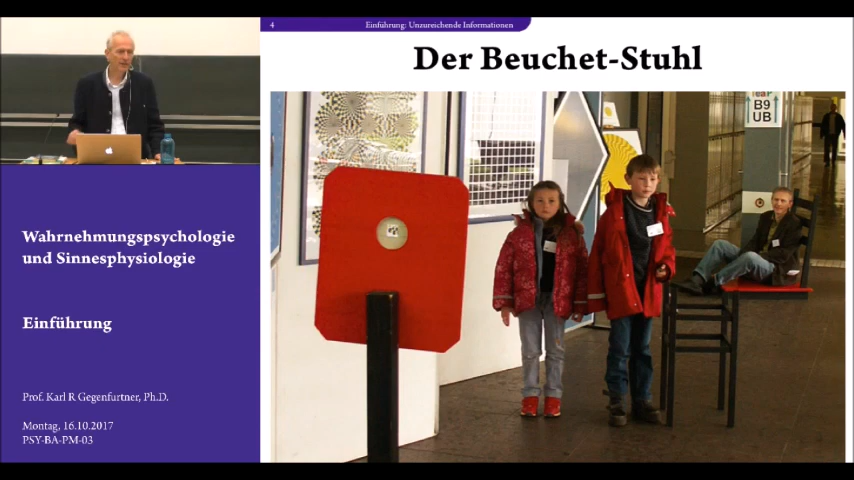 4
Einführung: Unzureichende Informationen
Der Beuchet-Stuhl
B9
UB
Wahrnehmungspsychologie
und Sinnesphysiologie
Einführung
Prof. Karl R Gegenfurtner, Ph.D.
Montag, 16.10.2017
PSY-BA-PM-03